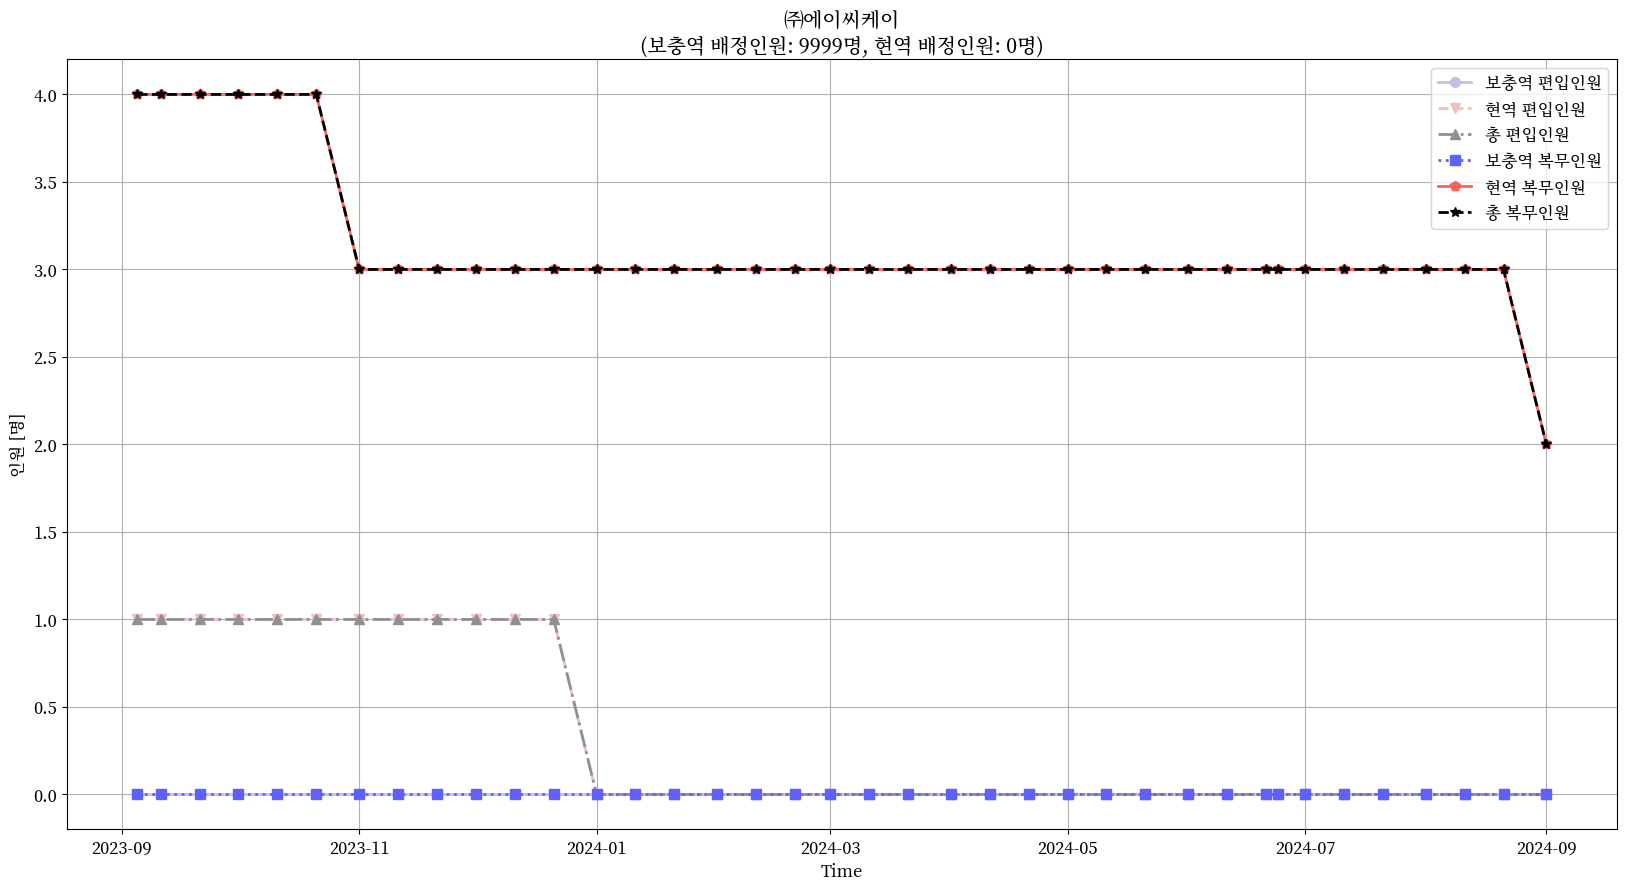 ㈜에이씨케이
(보충역 배정인원: 9999명, 현역 배정인원: 0명)
보충역 편입인원
현역 편입인원
총 편입인원
보충역 복무인원
현역 복무인원
총 복무인원
인원 [명]
4.0
3.5
3.0
2.5
2.0
1.5
1.0
0.5
0.0
2023-09
2023-11
2024-01
2024-03
2024-05
2024-07
2024-09
Time